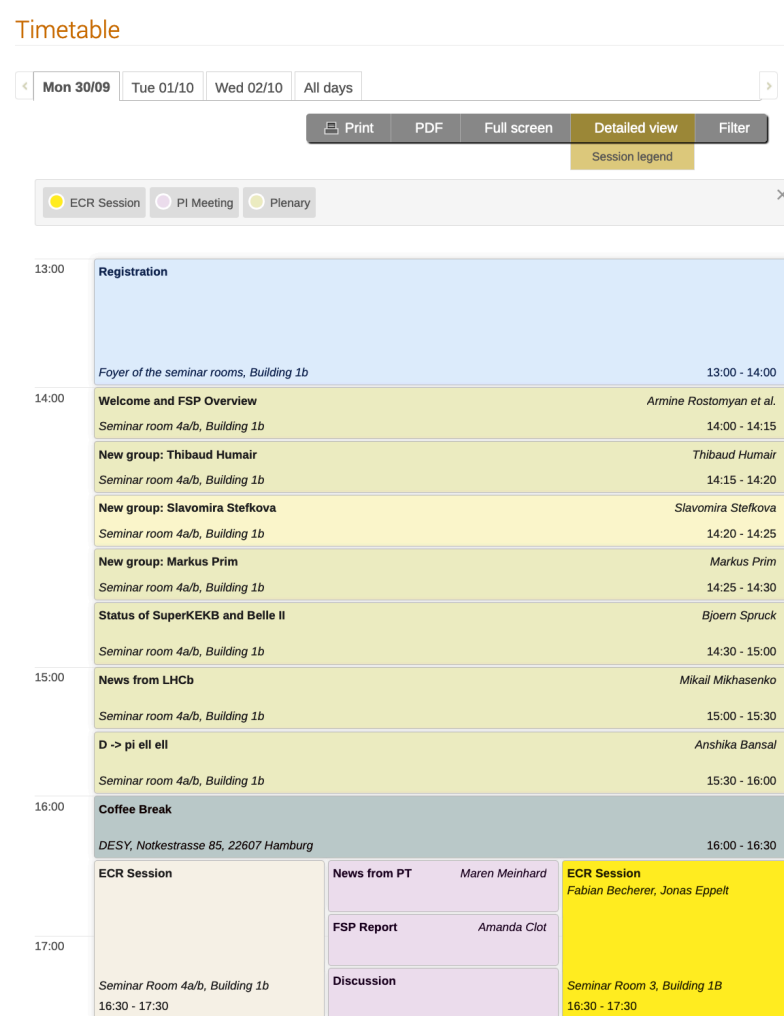 Timetable
Mon 30/09 Tue 01/10 Wed 02/10 All days
Print PDF Full screen Detailed view Filter
Session legend
ECR Session PI Meeting Plenary
13:00 Registration
Foyer of the seminar rooms, Building 1b 13:00 - 14:00
14:00 Welcome and FSP Overview Armine Rostomyan et al.
Seminar room 4a/b, Building 1b 14:00 - 14:15
New group: Thibaud Humair Thibaud Humair
Seminar room 4a/b, Building 1b 14:15 - 14:20
New group: Slavomira Stefkova Slavomira Stefkova
Seminar room 4a/b, Building 1b 14:20 - 14:25
New group: Markus Prim Markus Prim
Seminar room 4a/b, Building 1b 14:25 - 14:30
Status of SuperKEKB and Belle II Bjoern Spruck
Seminar room 4a/b, Building 1b 14:30 - 15:00
15:00 News from LHCb Mikail Mikhasenko
Seminar room 4a/b, Building 1b 15:00 - 15:30
D -> pi ell ell Anshika Bansal
Seminar room 4a/b, Building 1b 15:30 - 16:00
16:00 Coffee Break
DESY, Notkestrasse 85, 22607 Hamburg 16:00 - 16:30
ECR Session
Seminar Room 4a/b, Building 1b
16:30 - 17:30
News from PT Maren Meinhard
FSP Report Amanda Clot
Discussion
ECR Session
Fabian Becherer, Jonas Eppelt
Seminar Room 3, Building 1B
16:30 - 17:30
17:00